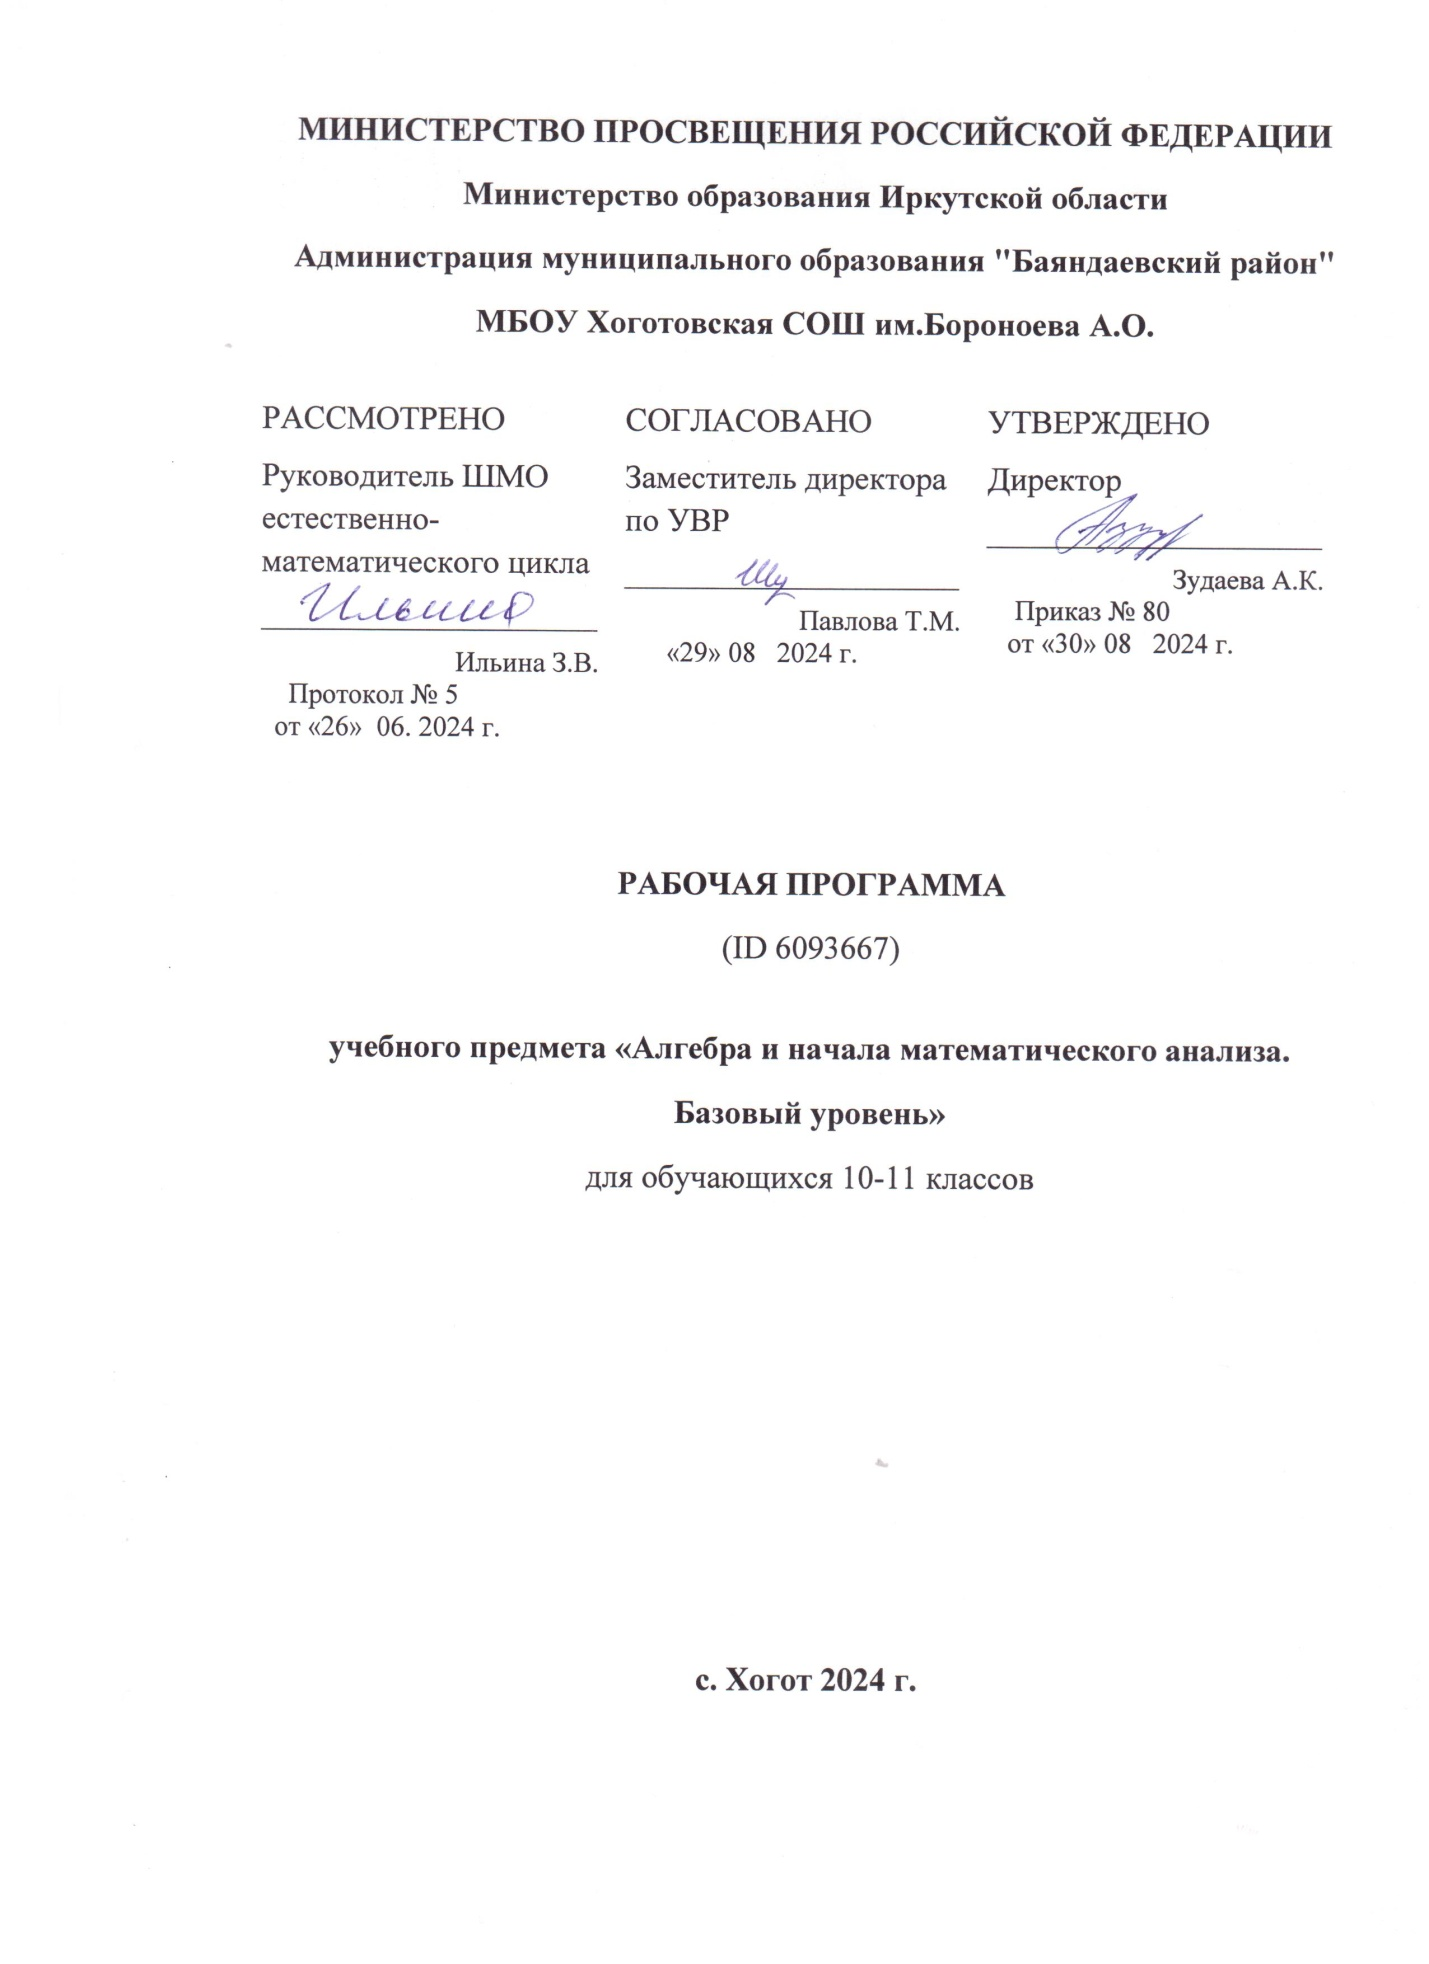 МИНИСТЕРСТВО ПРОСВЕЩЕНИЯ РОССИЙСКОЙ ФЕДЕРАЦИИ
Министерство образования Иркутской области
Администрация муниципального образования "Баяндаевский район"
МБОУ Хоготовская СОШ им.Бороноева А.О.
РАССМОТРЕНО
Руководитель ШМО
естественно-
математического цикла
Ильина
Ильина З.В.
Протокол № 5
от «26» 06. 2024 г.
СОГЛАСОВАНО
Заместитель директора
по УВР
Павлова Т.М.
«29» 08 2024 г.
УТВЕРЖДЕНО
Директор
Зудаева А.К.
Приказ № 80
от «30» 08 2024 г.
РАБОЧАЯ ПРОГРАММА
(ID 6093667)
учебного предмета «Алгебра и начала математического анализа.
Базовый уровень»
для обучающихся 10-11 классов
с. Хогот 2024 г.